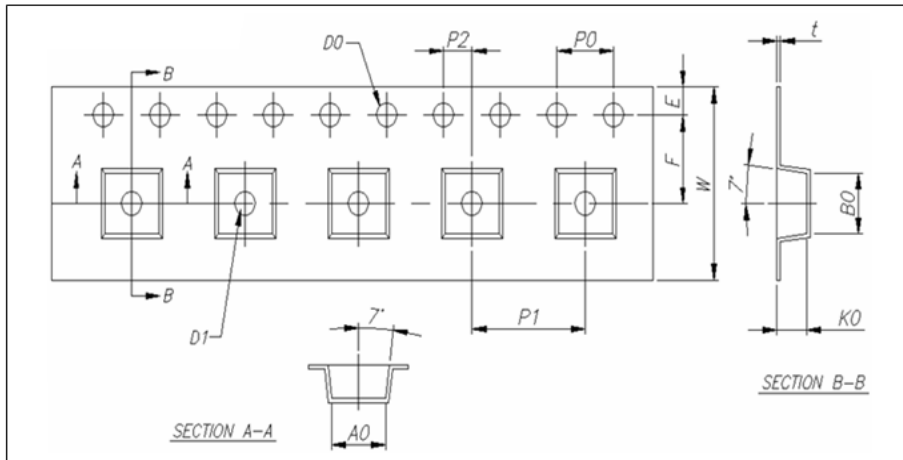 D0
P2
P0
t
B
E
A
A
F
W
7°
B0
B
D1
7°
P1
K0
SECTION B-B
SECTION A-A
A0